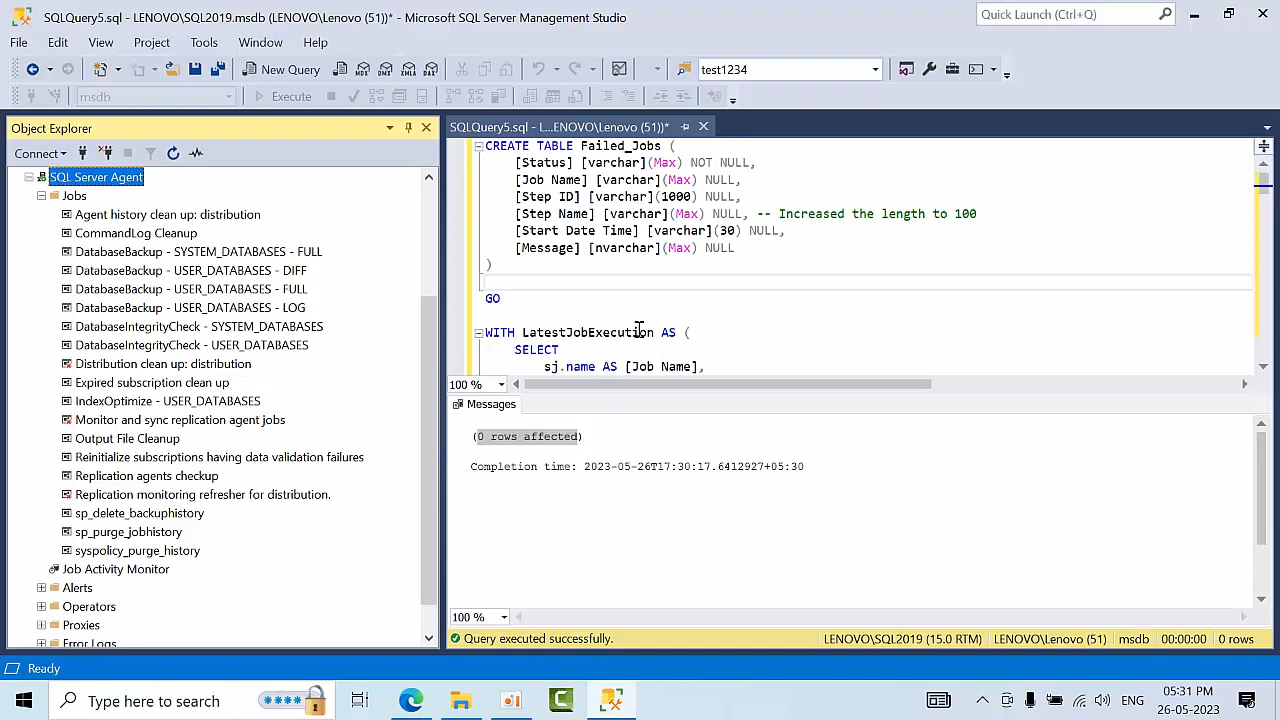 SQLQuery5.sql - LENOVO\SQL2019.msdb (LENOVO\Lenovo (51))* - Microsoft SQL Server Management Studio
Quick Launch (Ctrl+Q)
File Edit View Project Tools Window Help
New Query
MDX DMX XMLA DAX
test1234
msdb
Execute
Object Explorer
SQLQuery5.sql - L...ENOVO\Lenovo (51))*
Connect
SQL Server Agent
Jobs
Agent history clean up: distribution
CommandLog Cleanup
DatabaseBackup - SYSTEM_DATABASES - FULL
DatabaseBackup - USER_DATABASES - DIFF
DatabaseBackup - USER_DATABASES - FULL
DatabaseBackup - USER_DATABASES - LOG
DatabaseIntegrityCheck - SYSTEM_DATABASES
DatabaseIntegrityCheck - USER_DATABASES
Distribution clean up: distribution
Expired subscription clean up
IndexOptimize - USER_DATABASES
Monitor and sync replication agent jobs
Output File Cleanup
Reinitialize subscriptions having data validation failures
Replication agents checkup
Replication monitoring refresher for distribution.
sp_delete_backuphistory
sp_purge_jobhistory
syspolicy_purge_history
Job Activity Monitor
Alerts
Operators
Proxies
Error Logs
CREATE TABLE Failed_Jobs (
[Status] [varchar](Max) NOT NULL,
[Job Name] [varchar](Max) NULL,
[Step ID] [varchar](1000) NULL,
[Step Name] [varchar](Max) NULL, -- Increased the length to 100
[Start Date Time] [varchar](30) NULL,
[Message] [nvarchar](Max) NULL
)
GO
WITH LatestJobExecution AS (
SELECT
sj.name AS [Job Name],
100 %
Messages
(0 rows affected)
Completion time: 2023-05-26T17:30:17.6412927+05:30
100 %
Query executed successfully.
LENOVO\SQL2019 (15.0 RTM) LENOVO\Lenovo (51) msdb 00:00:00 0 rows
Ready
Type here to search
ENG
05:31 PM
26-05-2023